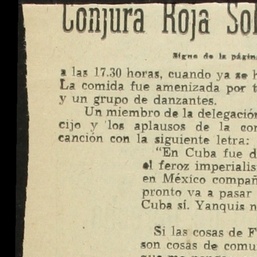 Conjura Roja Sol
Sigue de la págin
a las 17.30 horas, cuando ya se h
La comida fue amenizada por t
y un grupo de danzantes.
Un miembro de la delegación
cijo y los aplausos de la con
canción con la siguiente letra:
"En Cuba fue d
el feroz imperialis
en México compañ
pronto va a pasar
Cuba sí. Yanquis n
Si las cosas de F
son cosas de comu